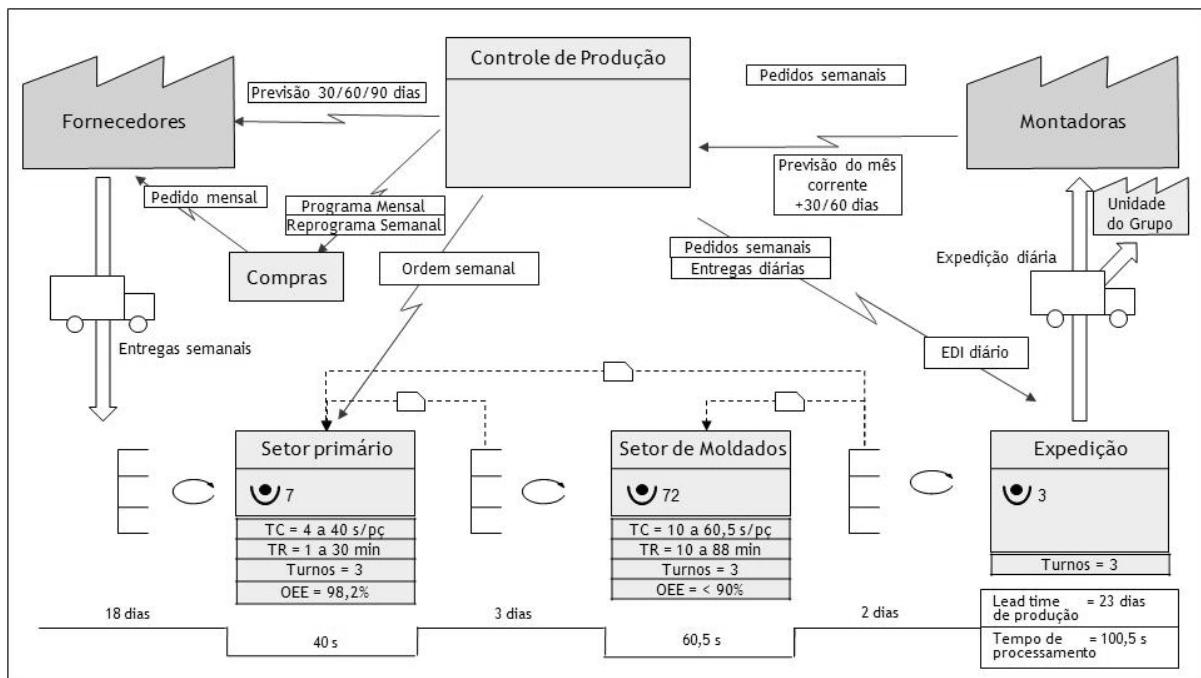 Controle de Produção
Pedidos semanais
Previsão 30/60/90 dias
Fornecedores
Montadoras
Previsão do mês
corrente
+30/60 dias
Pedido mensal
Programa Mensal
Reprograma Semanal
Unidade
do Grupo
Pedidos semanais
Entregas diárias
Ordem semanal
Compras
Expedição diária
Entregas semanais
EDI diário
Setor primário
7
TC = 4 a 40 s/pç
TR = 1 a 30 min
Turnos = 3
OEE = 98,2%
Setor de Moldados
72
TC = 10 a 60,5 s/pç
TR = 10 a 88 min
Turnos = 3
OEE = < 90%
Expedição
3
Turnos = 3
18 dias
40 s
3 dias
60,5 s
2 dias
Lead time = 23 dias
de produção
Tempo de = 100,5 s
processamento